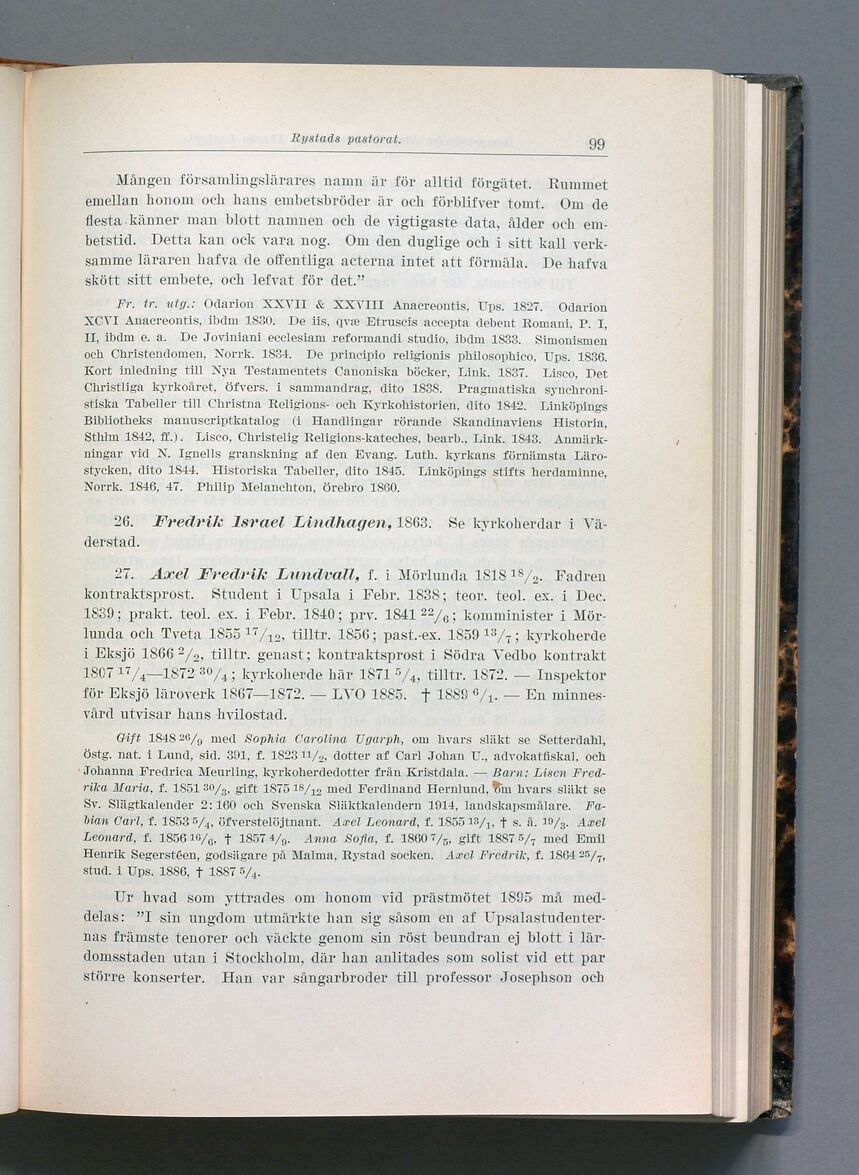 Rystads pastorat. 99
Mången församlingslärares namn är för alltid förgätet. Rummet
emellan honom och hans embetsbröder är och förblifver tomt. Om de
flesta känner man blott namnen och de vigtigaste data, ålder och em-
betstid. Detta kan ock vara nog. Om den duglige och i sitt kall verk-
samme läraren hafva de offentliga acterna intet att förmäla. De hafva
skött sitt embete, och lefvat för det.”
Fr. tr. utg.: Odarion XXVII & XXVIII Anacreontis, Ups. 1827. Odarion
XCVI Anacreontis, ibdm 1830. De iis, qvæ Etruscis accepta debent Romani, P. I,
II, ibdm e. a. De Joviniani ecclesiam reformandi studio, ibdm 1833. Simonismen
och Christendomen, Norrk. 1834. De principio religionis philosophico, Ups. 1836.
Kort inledning till Nya Testamentets Canoniska böcker, Link. 1837. Lisco, Det
Christliga kyrkoåret, öfvers. i sammandrag, dito 1838. Pragmatiska synchroni-
stiska Tabeller till Christna Religions- och Kyrkohistorien, dito 1842. Linköpings
Bibliotheks manuscriptkatalog (i Handlingar rörande Skandinaviens Historia,
Sthlm 1842, ff.). Lisco, Christelig Religions-kateches, bearb., Link. 1843. Anmärk-
ningar vid N. Ignells granskning af den Evang. Luth. kyrkans förnämsta Läro-
stycken, dito 1844. Historiska Tabeller, dito 1845. Linköpings stifts herdaminne,
Norrk. 1846, 47. Philip Melanchton, Örebro 1860.
26. Fredrik Israel Lindhagen, 1863. Se kyrkoherdar i Vä-
derstad.
27. Axel Fredrik Lundvall, f. i Mörlunda 1818 18/2. Fadren
kontraktsprost. Student i Upsala i Febr. 1838; teor. teol. ex. i Dec.
1839; prakt. teol. ex. i Febr. 1840; prv. 1841 22/6; komminister i Mör-
lunda och Tveta 1855 17/12, tilltr. 1856; past.-ex. 1859 13/7; kyrkoherde
i Eksjö 1866 2/2, tilltr. genast; kontraktsprost i Södra Vedbo kontrakt
1867 17/4—1872 30/4; kyrkoherde här 1871 5/4, tilltr. 1872. — Inspektor
för Eksjö läroverk 1867—1872. — LVO 1885. † 1889 6/1. — En minnes-
vård utvisar hans hvilostad.
Gift 1848 26/9 med Sophia Carolina Ugarph, om hvars släkt se Setterdahl,
Östg. nat. i Lund, sid. 391, f. 1823 11/2, dotter af Carl Johan U., advokatfiskal, och
Johanna Fredrica Meurling, kyrkoherdedotter från Kristdala. — Barn: Lisen Fred-
rika Maria, f. 1851 30/3, gift 1875 18/12 med Ferdinand Hernlund, om hvars släkt se
Sv. Slägtkalender 2: 160 och Svenska Släktkalendern 1914, landskapsmålare. Fa-
bian Carl, f. 1853 5/4, öfverstelöjtnant. Axel Leonard, f. 1855 13/1, † s. å. 19/3. Axel
Leonard, f. 1856 16/6, † 1857 4/9. Anna Sofia, f. 1860 7/5, gift 1887 5/7 med Emil
Henrik Segerstéen, godsägare på Malma, Rystad socken. Axel Fredrik, f. 1864 25/7,
stud. i Ups. 1886, † 1887 5/4.
Ur hvad som yttrades om honom vid prästmötet 1895 må med-
delas: ”I sin ungdom utmärkte han sig såsom en af Upsalastudenter-
nas främste tenorer och väckte genom sin röst beundran ej blott i lär-
domsstaden utan i Stockholm, där han anlitades som solist vid ett par
större konserter. Han var sångarbroder till professor Josephson och